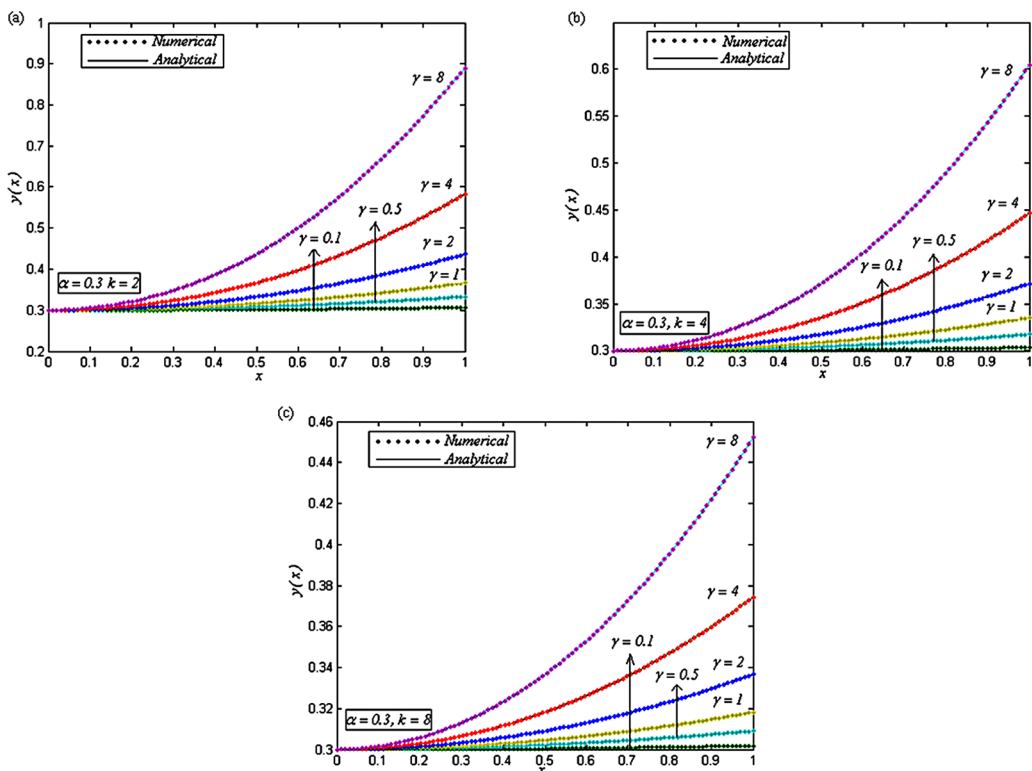 (a)
1
0.9
0.8
0.7
0.6
0.5
0.4
0.3
0.2
y(x)
Numerical
Analytical
γ = 8
γ = 4
γ = 0.5
γ = 0.1
γ = 2
γ = 1
α = 0.3 k = 2
0 0.1 0.2 0.3 0.4 0.5 0.6 0.7 0.8 0.9 1
x
(b)
0.6
0.55
0.5
0.45
0.4
0.35
0.3
y(x)
Numerical
Analytical
γ = 8
γ = 4
γ = 0.5
γ = 0.1
γ = 2
γ = 1
α = 0.3, k = 4
0 0.1 0.2 0.3 0.4 0.5 0.6 0.7 0.8 0.9 1
x
(c)
0.46
0.44
0.42
0.4
0.38
0.36
0.34
0.32
0.3
y(x)
Numerical
Analytical
γ = 8
γ = 4
γ = 0.1
γ = 2
γ = 0.5
γ = 1
α = 0.3, k = 8
0 0.1 0.2 0.3 0.4 0.5 0.6 0.7 0.8 0.9 1
x